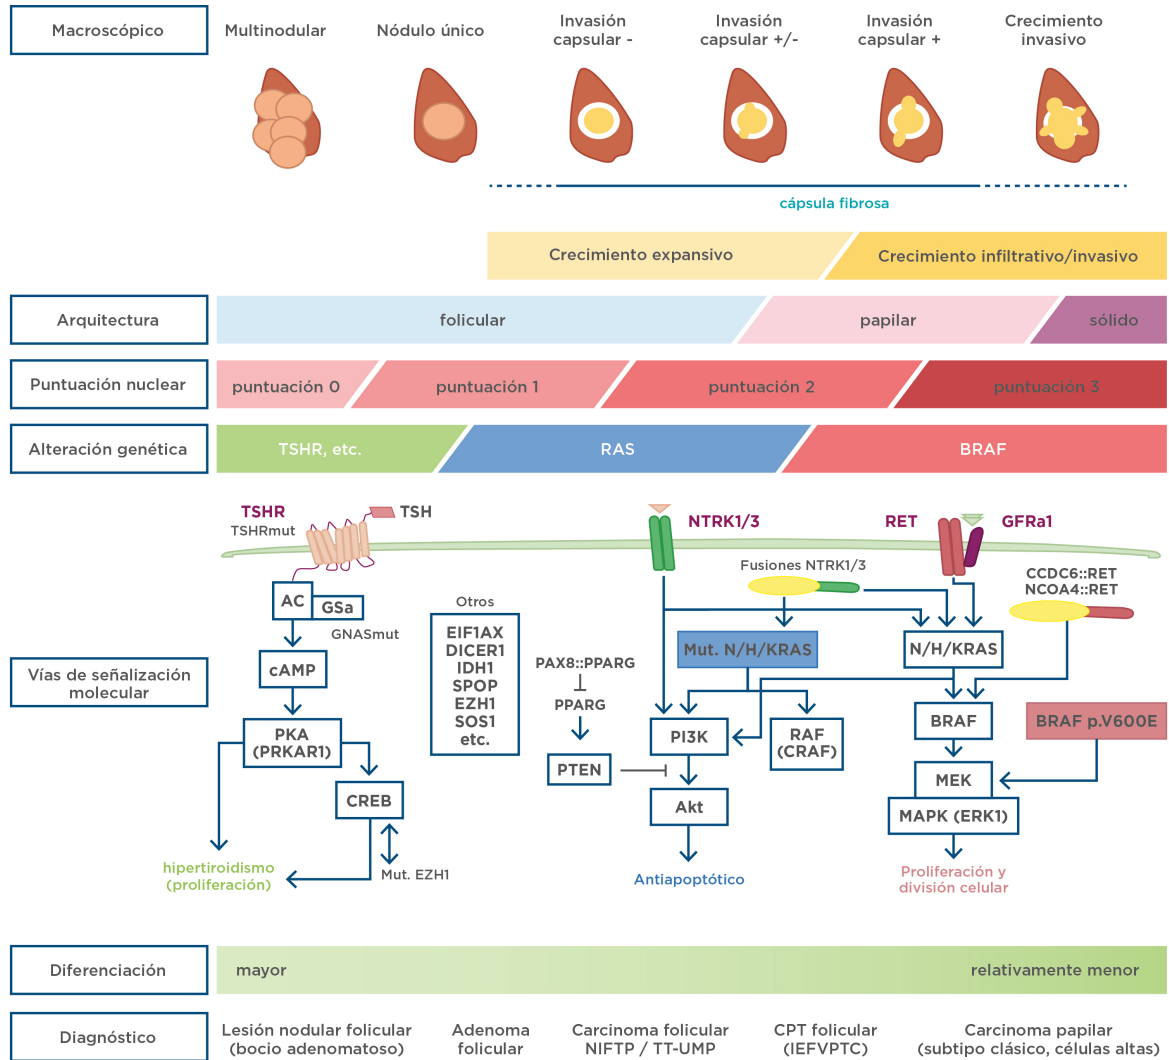 Macroscópico
Multinodular
Nódulo único
Invasión
capsular -
Invasión
capsular +/-
Invasión
capsular +
Crecimiento
invasivo
cápsula fibrosa
Crecimiento expansivo
Crecimiento infiltrativo/invasivo
Arquitectura
folicular
papilar
sólido
Puntuación nuclear
puntuación 0
puntuación 1
puntuación 2
puntuación 3
Alteración genética
TSHR, etc.
RAS
BRAF
Vías de señalización
molecular
TSHR
TSHRmut
TSH
AC
GSa
GNASmut
cAMP
PKA
(PRKAR1)
CREB
Mut. EZH1
hipertiroidismo
(proliferación)
Otros
EIF1AX
DICER1
IDH1
SPOP
EZH1
SOS1
etc.
PAX8::PPARG
PPARG
PTEN
NTRK1/3
Fusiones NTRK1/3
Mut. N/H/KRAS
PI3K
RAF
(CRAF)
Akt
Antiapoptótico
RET
GFRa1
CCDC6::RET
NCOA4::RET
N/H/KRAS
BRAF
BRAF p.V600E
MEK
MAPK (ERK1)
Proliferación y
división celular
Diferenciación
mayor
relativamente menor
Diagnóstico
Lesión nodular folicular
(bocio adenomatoso)
Adenoma
folicular
Carcinoma folicular
NIFTP / TT-UMP
CPT folicular
(IEFVPTC)
Carcinoma papilar
(subtipo clásico, células altas)